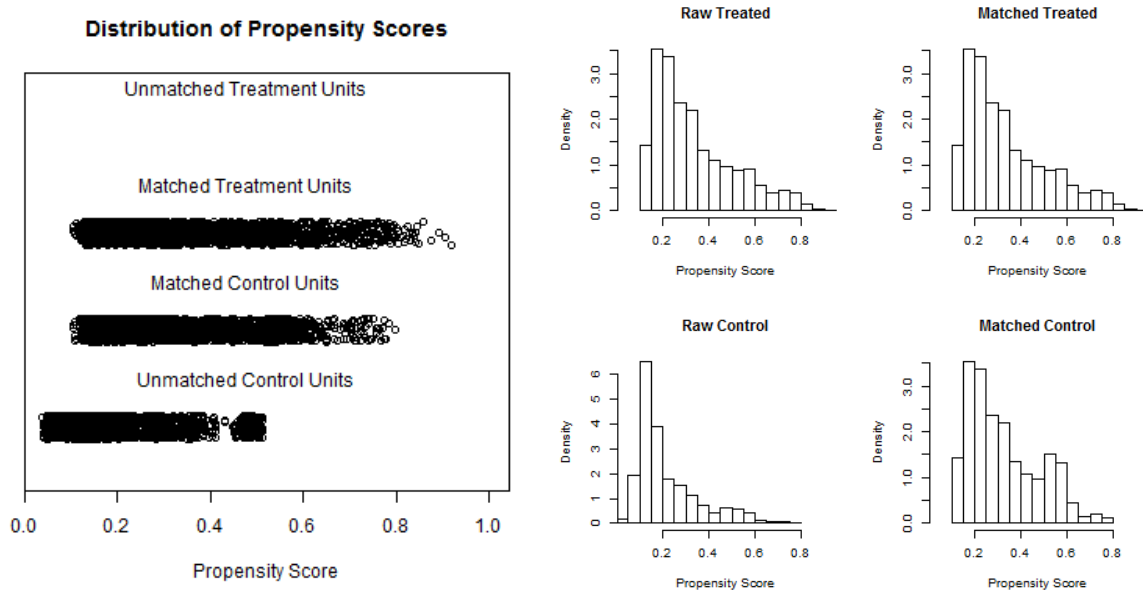 Distribution of Propensity Scores
Unmatched Treatment Units
Matched Treatment Units
Matched Control Units
Unmatched Control Units
0.0 0.2 0.4 0.6 0.8 1.0
Propensity Score
Raw Treated
Density
0.0 1.0 2.0 3.0
0.2 0.4 0.6 0.8
Propensity Score
Matched Treated
Density
0.0 1.0 2.0 3.0
0.2 0.4 0.6 0.8
Propensity Score
Raw Control
Density
0 1 2 3 4 5 6
0.2 0.4 0.6 0.8
Propensity Score
Matched Control
Density
0.0 1.0 2.0 3.0
0.2 0.4 0.6 0.8
Propensity Score